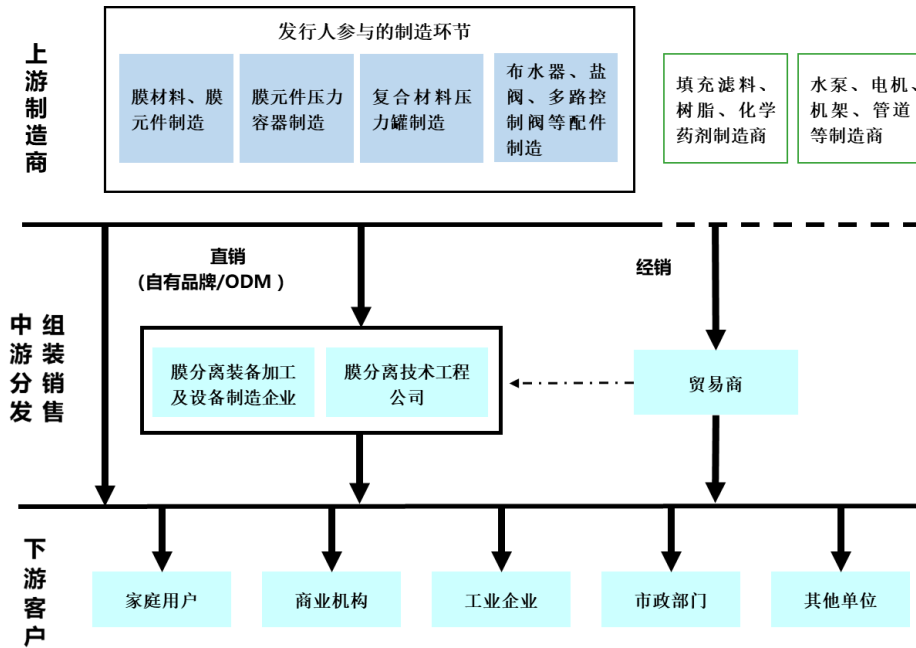 上游制造商
发行人参与的制造环节
膜材料、膜
元件制造
膜元件压力
容器制造
复合材料压
力罐制造
布水器、盐
阀、多路控
制阀等配件
制造
填充滤料、
树脂、化学
药剂制造商
水泵、电机、
机架、管道
等制造商
直销
（自有品牌/ODM ）
经销
中游分发
组装销售
膜分离装备加工
及设备制造企业
膜分离技术工程
公司
贸易商
下游客户
家庭用户
商业机构
工业企业
市政部门
其他单位